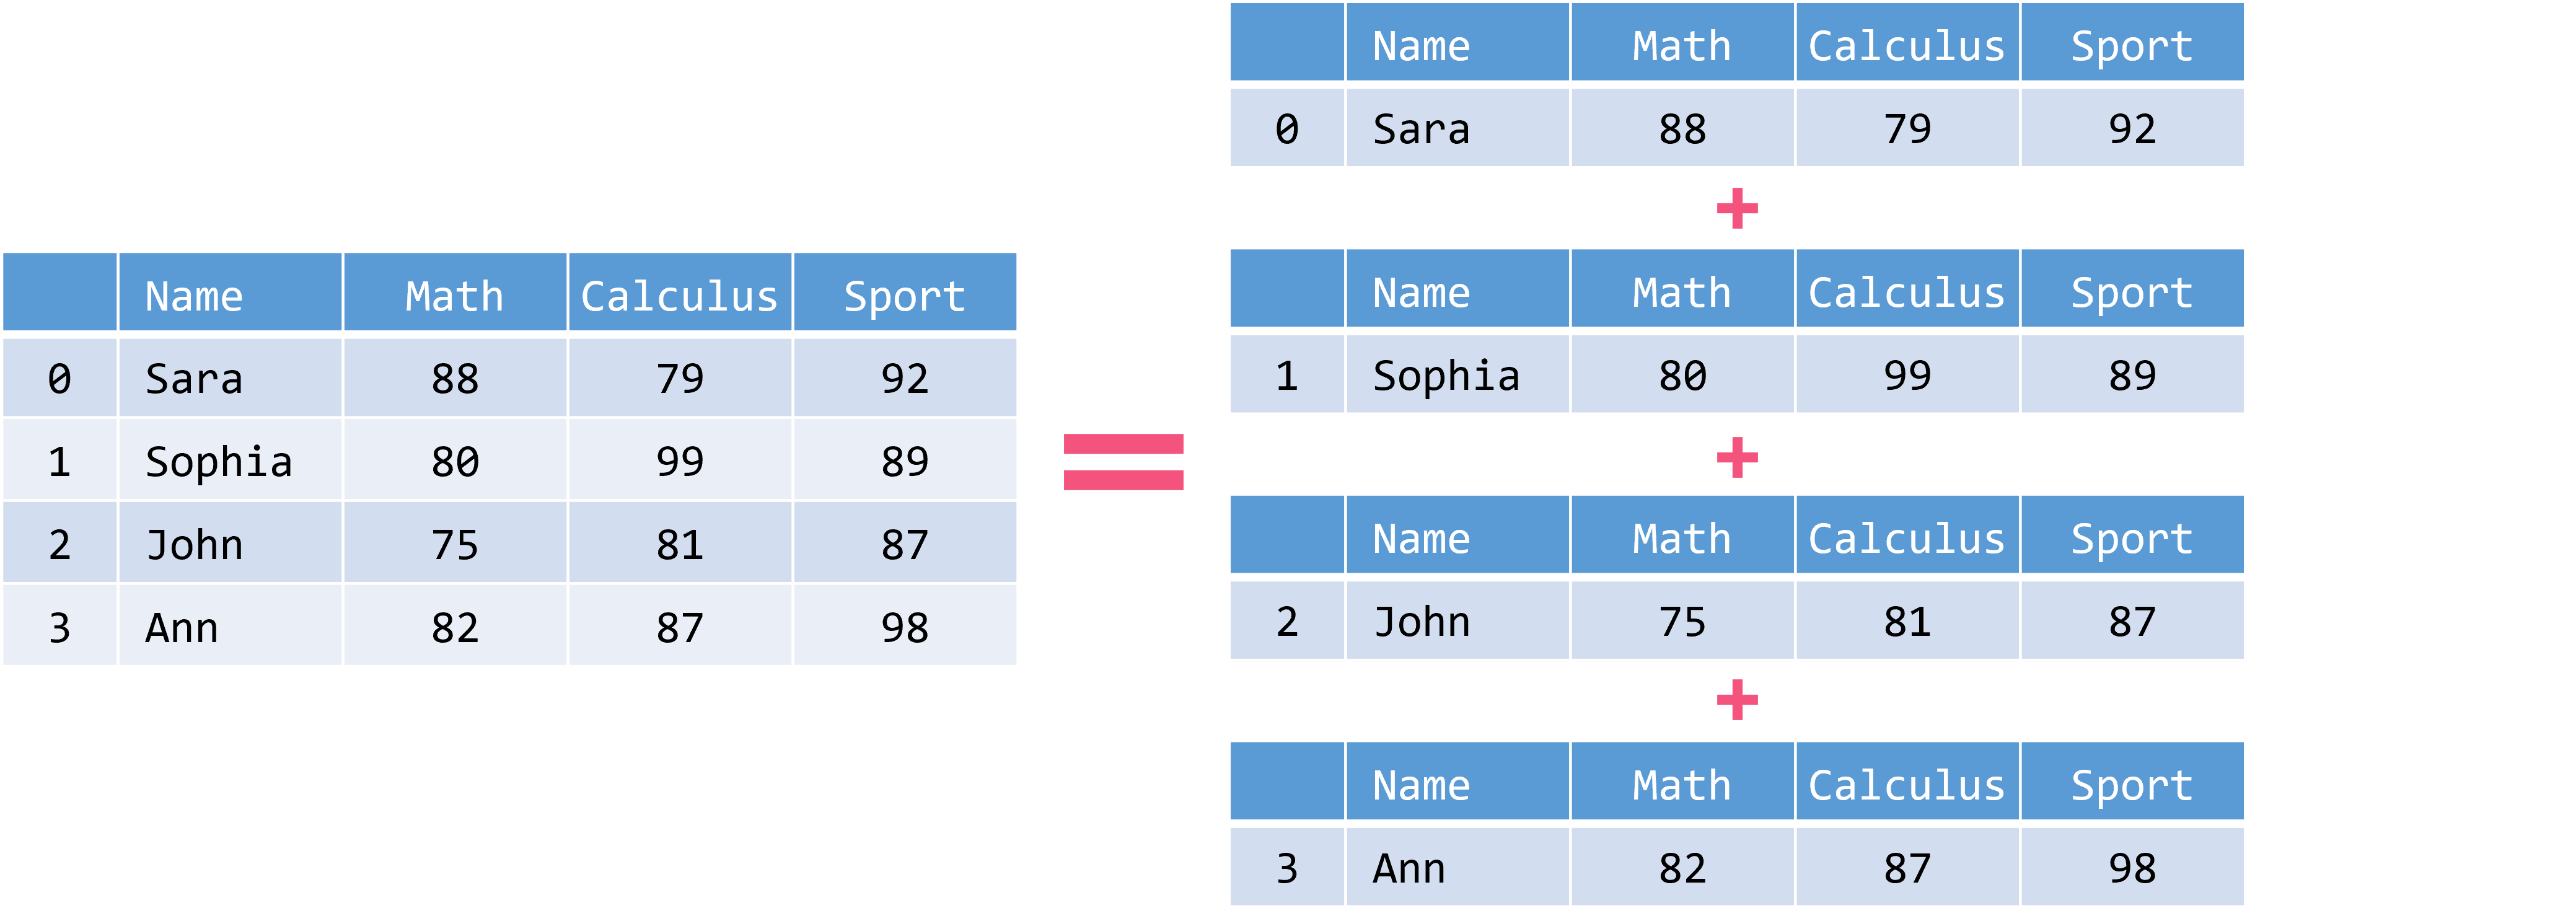 Name Math Calculus Sport
0 Sara 88 79 92
1 Sophia 80 99 89
2 John 75 81 87
3 Ann 82 87 98
=
Name Math Calculus Sport
0 Sara 88 79 92
+
Name Math Calculus Sport
1 Sophia 80 99 89
+
Name Math Calculus Sport
2 John 75 81 87
+
Name Math Calculus Sport
3 Ann 82 87 98